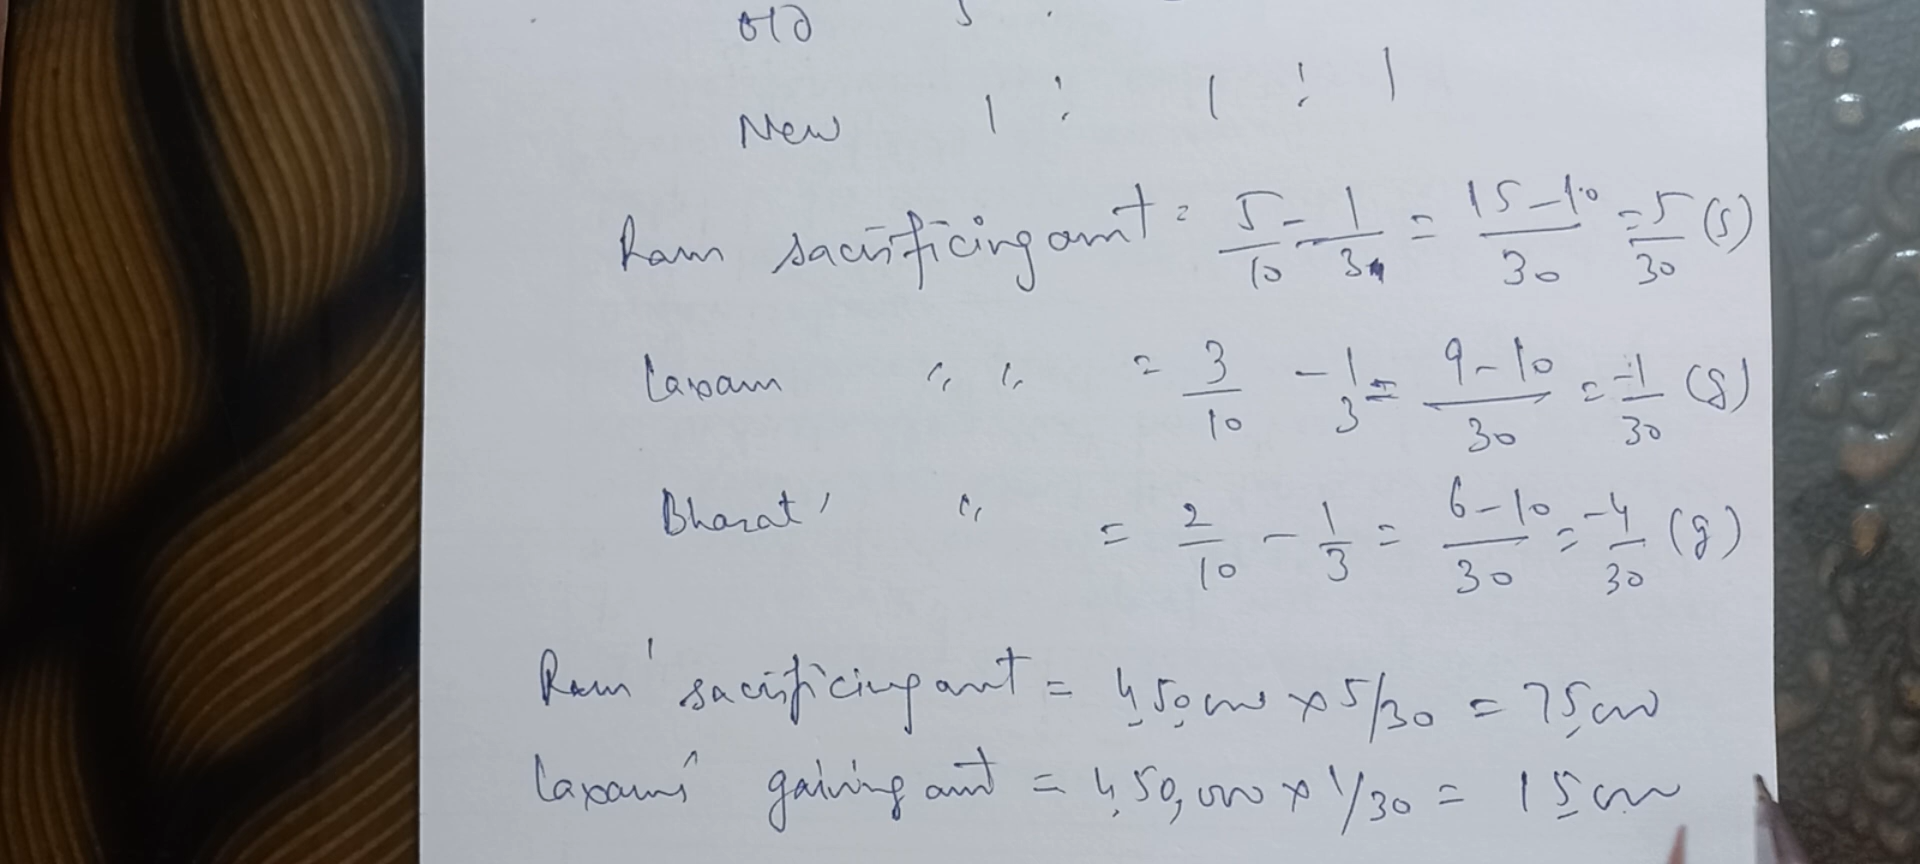 Old 5 :
New 1 : 1 : 1
Ram sacrificing amt = 5/10 - 1/3 = 15-10/30 = 5/30 (s)
Laxam " " = 3/10 - 1/3 = 9-10/30 = -1/30 (g)
Bharat' " = 2/10 - 1/3 = 6-10/30 = -4/30 (g)
Ram' sacrificing amt = 4,50,000 x 5/30 = 75,000
Laxam's gaining amt = 4,50,000 x 1/30 = 15,000